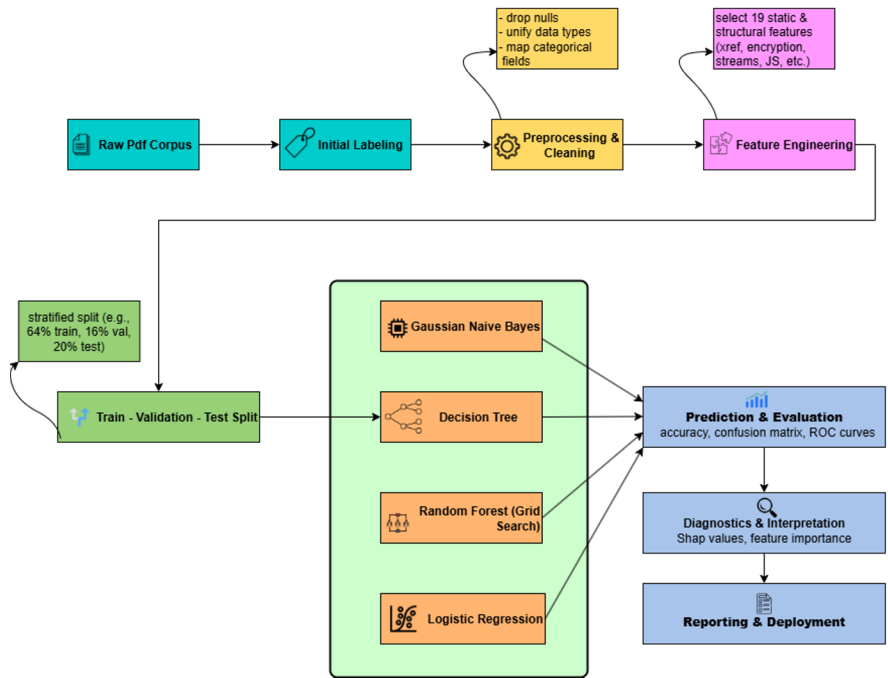 - drop nulls
- unify data types
- map categorical
fields
select 19 static &
structural features
(xref, encryption,
streams, JS, etc.)
Raw Pdf Corpus
Initial Labeling
Preprocessing &
Cleaning
Feature Engineering
stratified split (e.g.,
64% train, 16% val,
20% test)
Train - Validation - Test Split
Gaussian Naive Bayes
Decision Tree
Random Forest (Grid
Search)
Logistic Regression
Prediction & Evaluation
accuracy, confusion matrix, ROC curves
Diagnostics & Interpretation
Shap values, feature importance
Reporting & Deployment